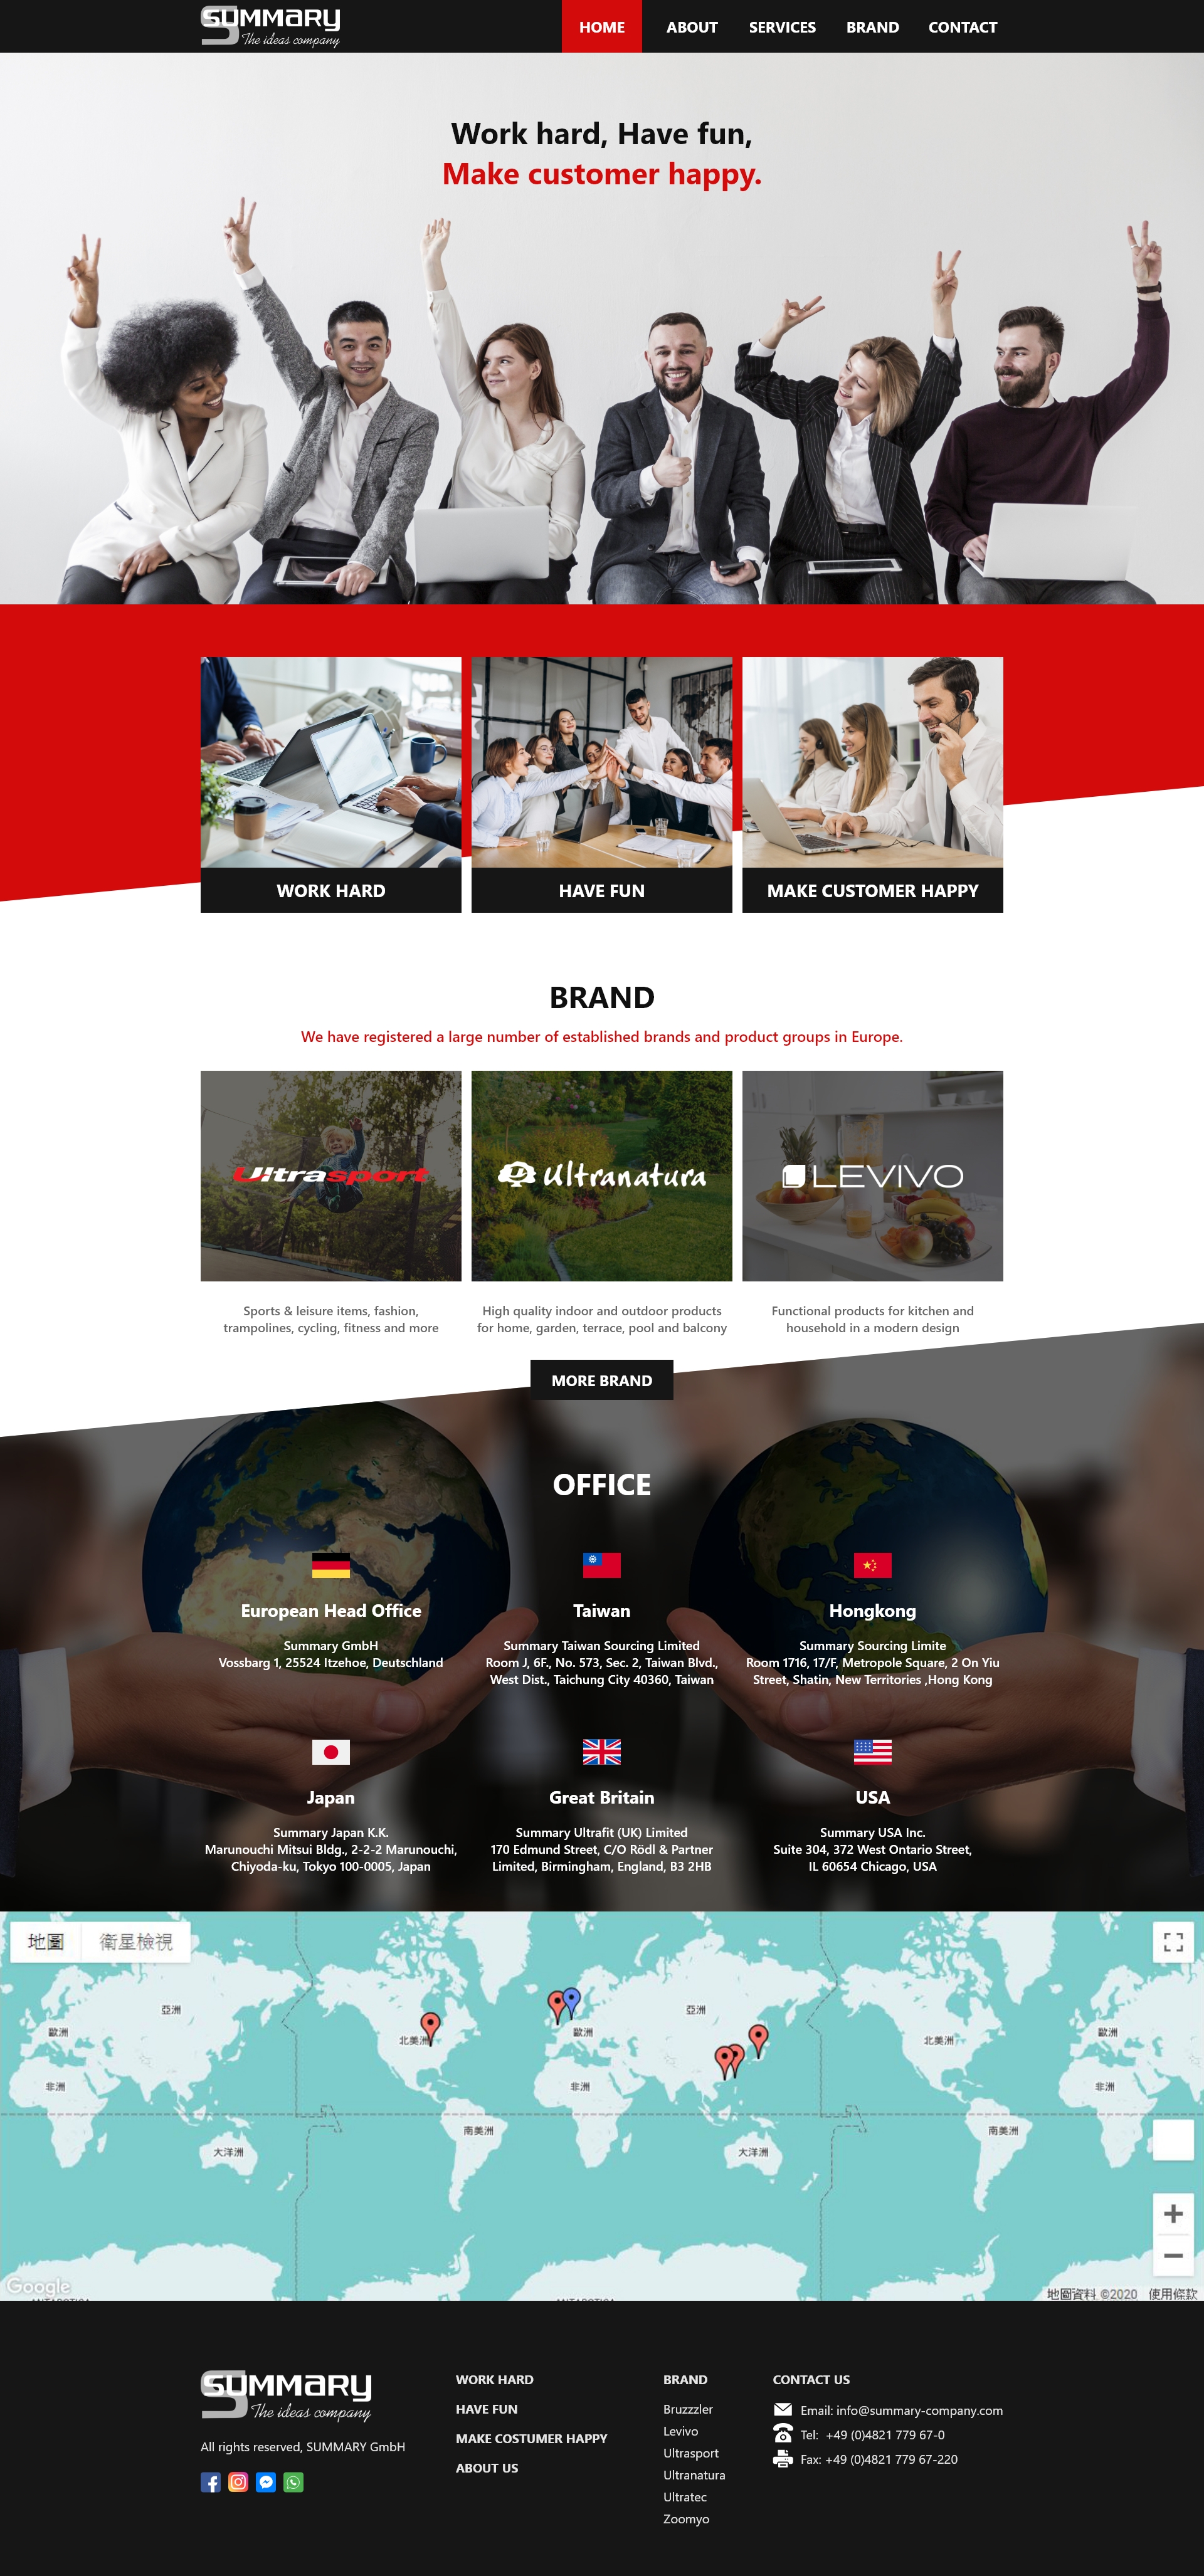 SUMMARY
The ideas company
HOME
ABOUT
SERVICES
BRAND
CONTACT
Work hard, Have fun,
Make customer happy.
WORK HARD
HAVE FUN
MAKE CUSTOMER HAPPY
BRAND
We have registered a large number of established brands and product groups in Europe.
Ultrasport
Ultranatura
LEVIVO
Sports & leisure items, fashion,
trampolines, cycling, fitness and more
High quality indoor and outdoor products
for home, garden, terrace, pool and balcony
Functional products for kitchen and
household in a modern design
MORE BRAND
OFFICE
European Head Office
Summary GmbH
Vossbarg 1, 25524 Itzehoe, Deutschland
Taiwan
Summary Taiwan Sourcing Limited
Room J, 6F., No. 573, Sec. 2, Taiwan Blvd.,
West Dist., Taichung City 40360, Taiwan
Hongkong
Summary Sourcing Limite
Room 1716, 17/F, Metropole Square, 2 On Yiu
Street, Shatin, New Territories ,Hong Kong
Japan
Summary Japan K.K.
Marunouchi Mitsui Bldg., 2-2-2 Marunouchi,
Chiyoda-ku, Tokyo 100-0005, Japan
Great Britain
Summary Ultrafit (UK) Limited
170 Edmund Street, C/O Rödl & Partner
Limited, Birmingham, England, B3 2HB
USA
Summary USA Inc.
Suite 304, 372 West Ontario Street,
IL 60654 Chicago, USA
地圖
衛星檢視
亞洲
亞洲
歐洲
北美洲
歐洲
北美洲
歐洲
非洲
非洲
非洲
南美洲
南美洲
大洋洲
大洋洲
Google
地圖資料 ©2020
使用條款
ANTARCTICA
ANTARCTICA
SUMMARY
The ideas company
All rights reserved, SUMMARY GmbH
WORK HARD
HAVE FUN
MAKE COSTUMER HAPPY
ABOUT US
BRAND
Bruzzzler
Levivo
Ultrasport
Ultranatura
Ultratec
Zoomyo
CONTACT US
Email: info@summary-company.com
Tel: +49 (0)4821 779 67-0
Fax: +49 (0)4821 779 67-220